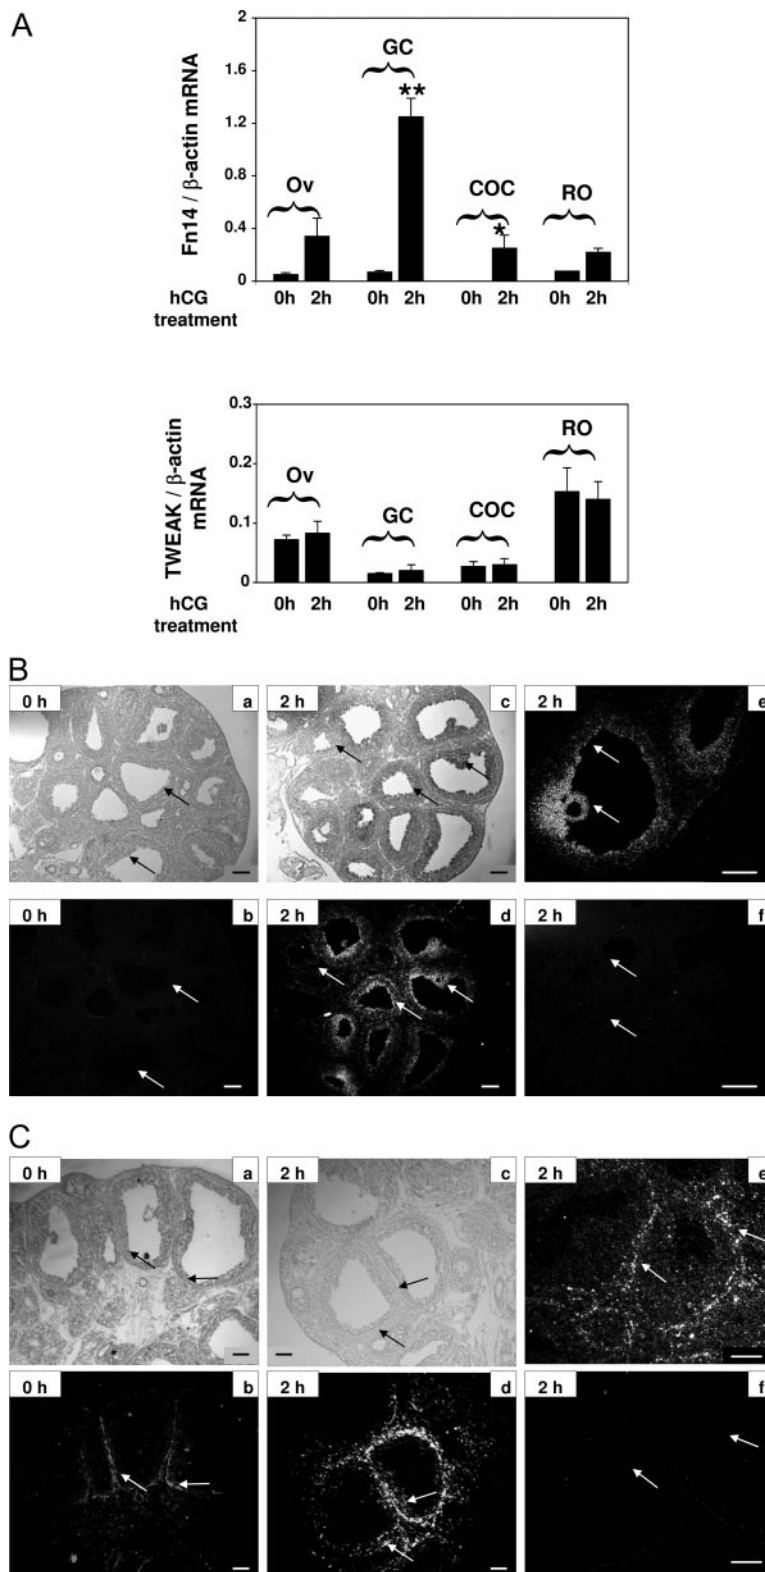 A
Fn14 / β-actin mRNA
2
1.6
1.2
0.8
0.4
0
Ov
GC
**
COC
*
RO
hCG treatment
0h 2h 0h 2h 0h 2h 0h 2h
TWEAK / β-actin
mRNA
0.3
0.2
0.1
0
Ov
GC
COC
RO
hCG treatment
0h 2h 0h 2h 0h 2h 0h 2h
B
0 h a 2 h c 2 h e
0 h b 2 h d 2 h f
C
0 h a 2 h c 2 h e
0 h b 2 h d 2 h f